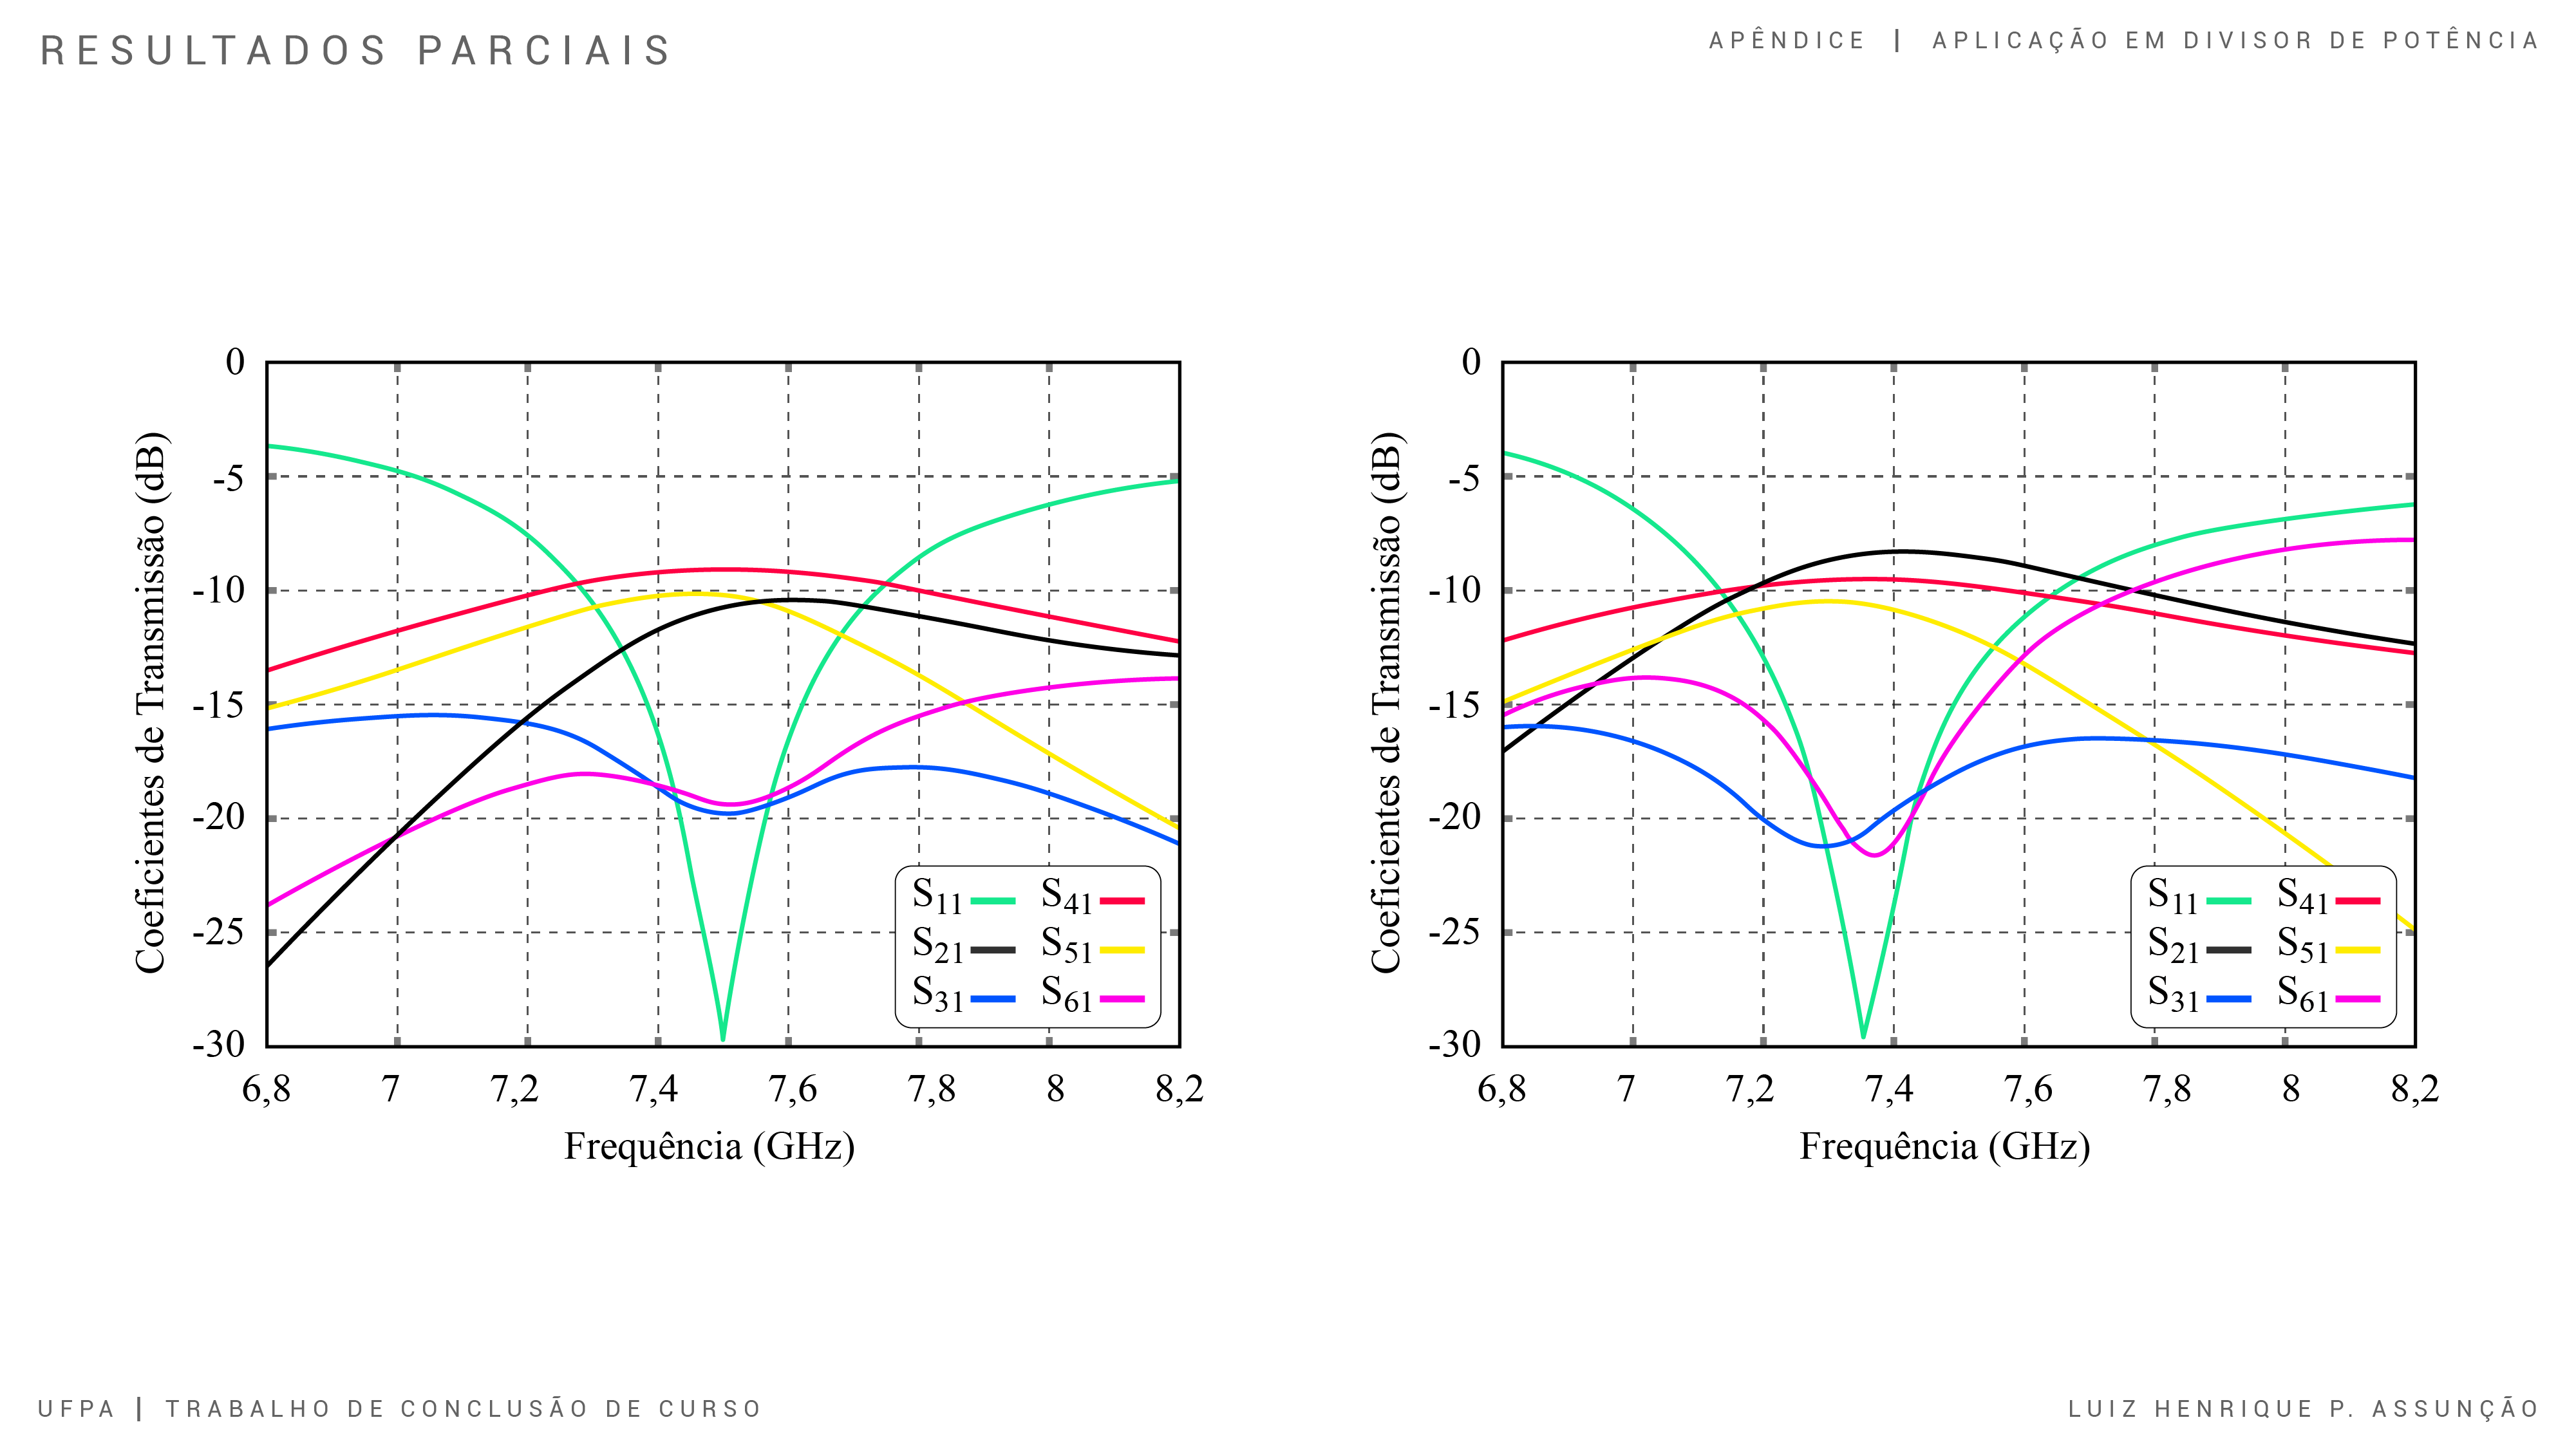 RESULTADOS PARCIAIS
APÊNDICE | APLICAÇÃO EM DIVISOR DE POTÊNCIA
Coeficientes de Transmissão (dB)
0
-5
-10
-15
-20
-25
-30
6,8 7 7,2 7,4 7,6 7,8 8 8,2
Frequência (GHz)
S11 S41
S21 S51
S31 S61
Coeficientes de Transmissão (dB)
0
-5
-10
-15
-20
-25
-30
6,8 7 7,2 7,4 7,6 7,8 8 8,2
Frequência (GHz)
S11 S41
S21 S51
S31 S61
UFPA | TRABALHO DE CONCLUSÃO DE CURSO
LUIZ HENRIQUE P. ASSUNÇÃO